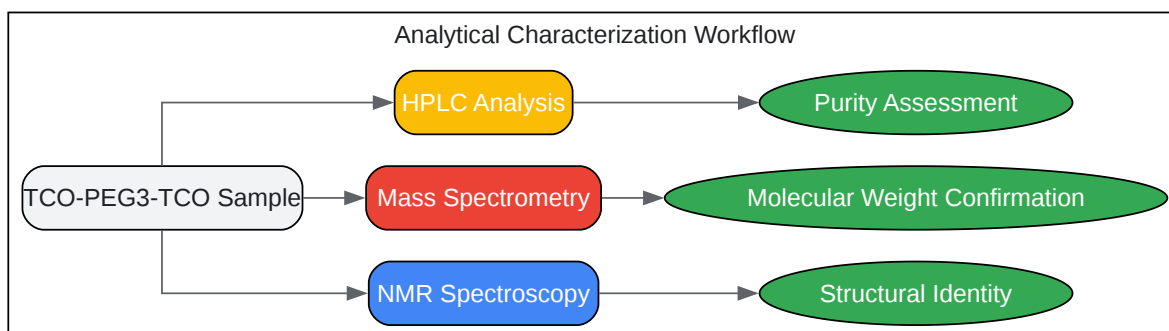 Analytical Characterization Workflow
HPLC Analysis
Purity Assessment
TCO-PEG3-TCO Sample
Mass Spectrometry
Molecular Weight Confirmation
NMR Spectroscopy
Structural Identity